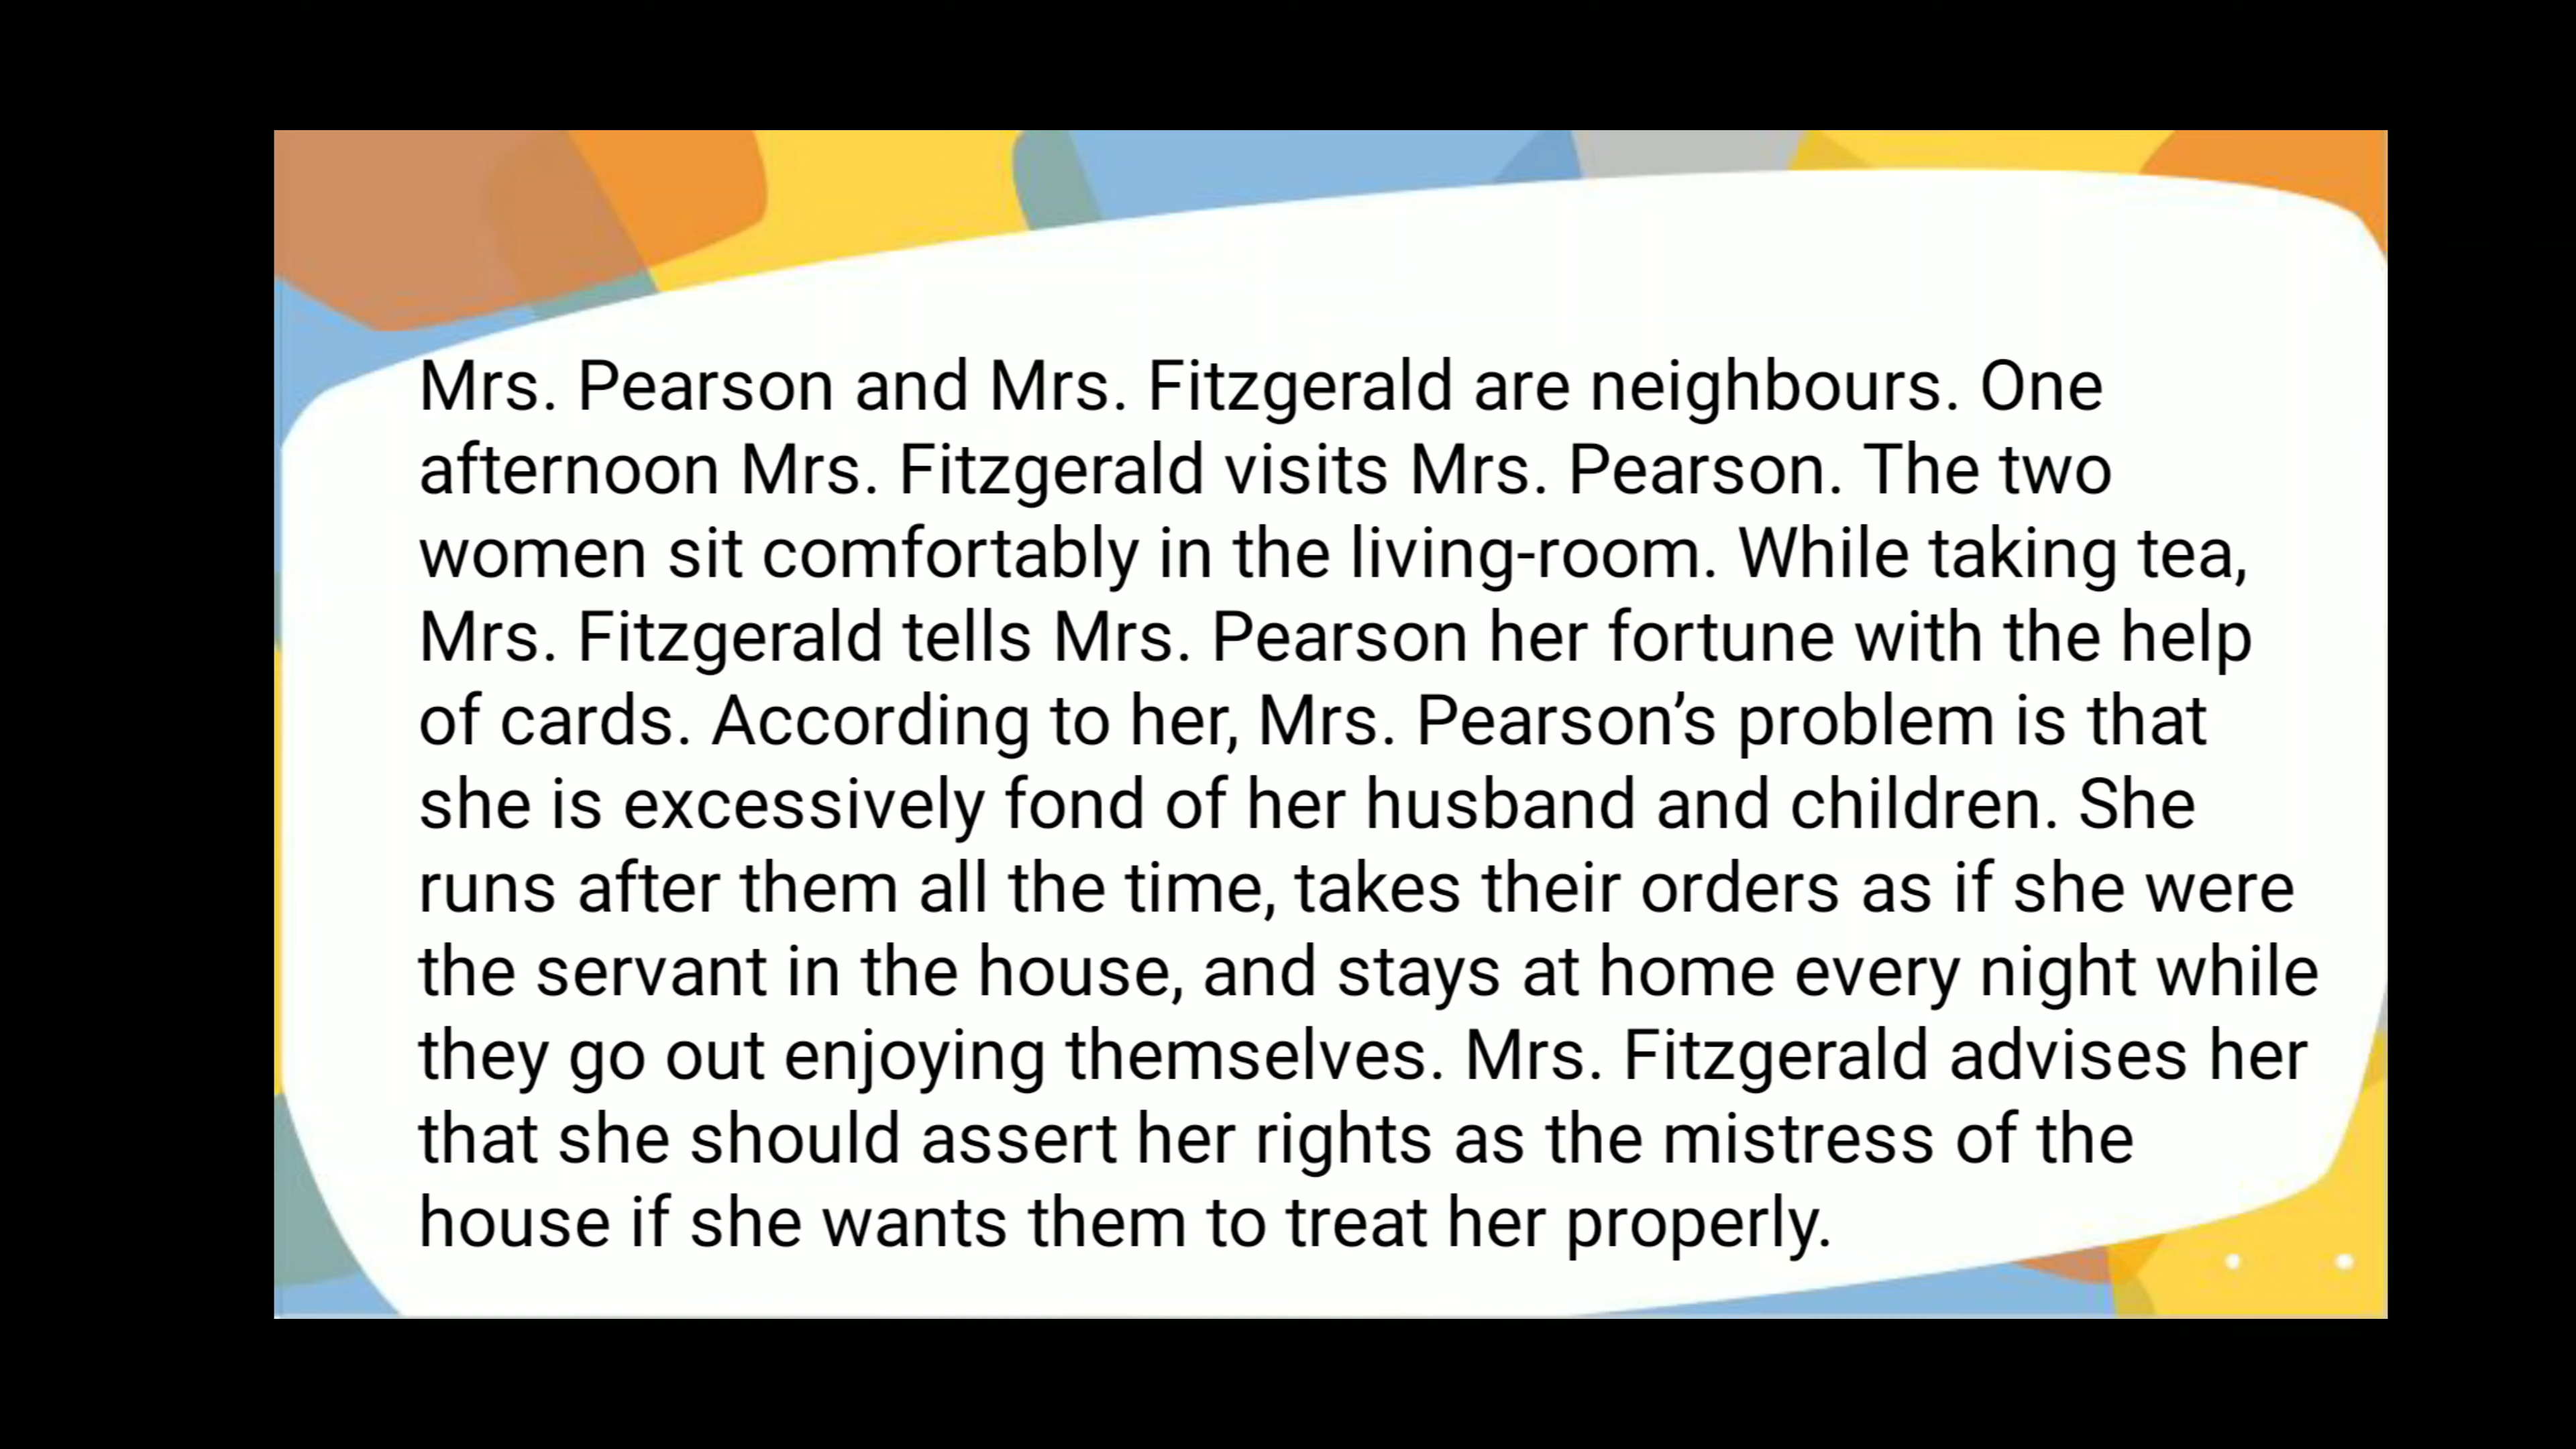 Mrs. Pearson and Mrs. Fitzgerald are neighbours. One
afternoon Mrs. Fitzgerald visits Mrs. Pearson. The two
women sit comfortably in the living-room. While taking tea,
Mrs. Fitzgerald tells Mrs. Pearson her fortune with the help
of cards. According to her, Mrs. Pearson’s problem is that
she is excessively fond of her husband and children. She
runs after them all the time, takes their orders as if she were
the servant in the house, and stays at home every night while
they go out enjoying themselves. Mrs. Fitzgerald advises her
that she should assert her rights as the mistress of the
house if she wants them to treat her properly.